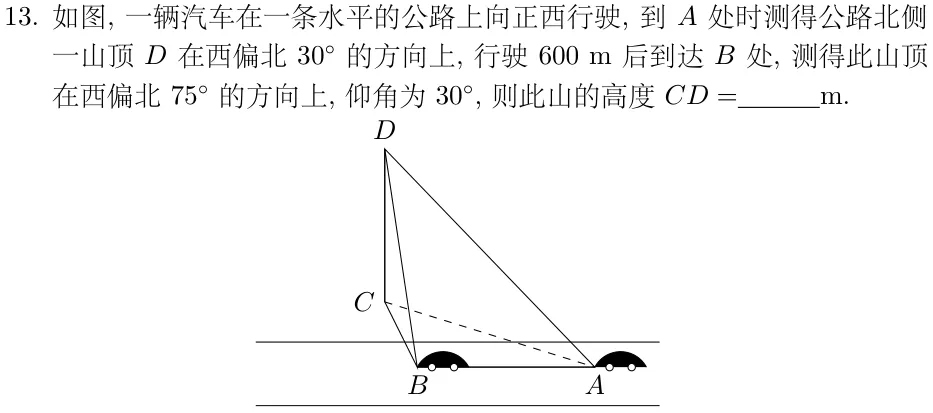 13. 如图, 一辆汽车在一条水平的公路上向正西行驶, 到 A 处时测得公路北侧
一山顶 D 在西偏北 30° 的方向上, 行驶 600 m 后到达 B 处, 测得此山顶
在西偏北 75° 的方向上, 仰角为 30°, 则此山的高度 CD =______m.
D
C
B
A